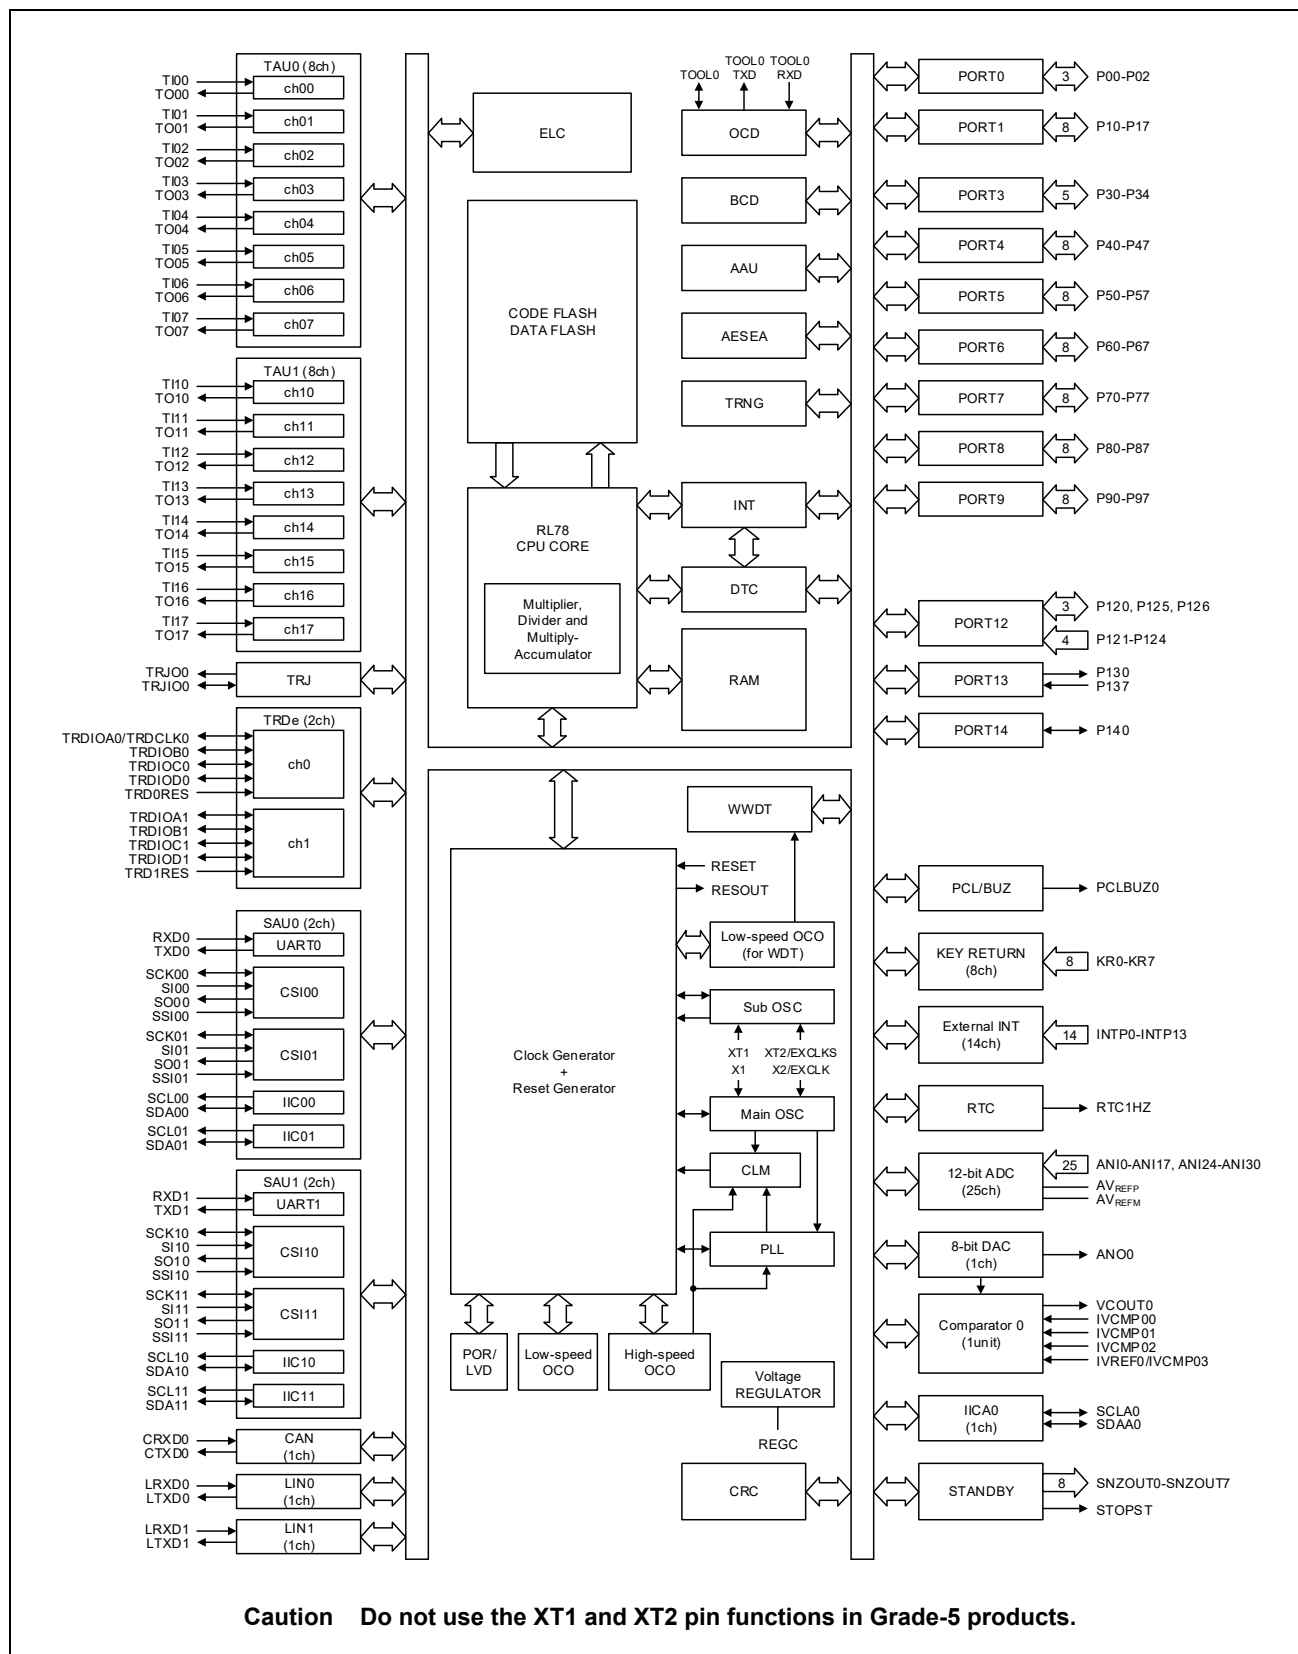 TAU0 (8ch)
TI00
TO00
ch00
TI01
TO01
ch01
TI02
TO02
ch02
TI03
TO03
ch03
TI04
TO04
ch04
TI05
TO05
ch05
TI06
TO06
ch06
TI07
TO07
ch07
TAU1 (8ch)
TI10
TO10
ch10
TI11
TO11
ch11
TI12
TO12
ch12
TI13
TO13
ch13
TI14
TO14
ch14
TI15
TO15
ch15
TI16
TO16
ch16
TI17
TO17
ch17
TRJO0
TRJIO0
TRJ
TRDe (2ch)
TRDIOA0/TRDCLK0
TRDIOB0
TRDIOC0
TRDIOD0
TRD0RES
ch0
TRDIOA1
TRDIOB1
TRDIOC1
TRDIOD1
TRD1RES
ch1
SAU0 (2ch)
RXD0
TXD0
UART0
SCK00
SI00
SO00
SSI00
CSI00
SCK01
SI01
SO01
SSI01
CSI01
SCL00
SDA00
IIC00
SCL01
SDA01
IIC01
SAU1 (2ch)
RXD1
TXD1
UART1
SCK10
SI10
SO10
SSI10
CSI10
SCK11
SI11
SO11
SSI11
CSI11
SCL10
SDA10
IIC10
SCL11
SDA11
IIC11
CRXD0
CTXD0
CAN
(1ch)
LRXD0
LTXD0
LIN0
(1ch)
LRXD1
LTXD1
LIN1
(1ch)
ELC
CODE FLASH
DATA FLASH
RL78
CPU CORE
Multiplier,
Divider and
Multiply-
Accumulator
TOOL0
TOOL0
TXD
TOOL0
RXD
OCD
BCD
AAU
AESEA
TRNG
INT
DTC
RAM
WWDT
RESET
RESOUT
Low-speed OCO
(for WDT)
Sub OSC
XT1
X1
XT2/EXCLKS
X2/EXCLK
Clock Generator
+
Reset Generator
Main OSC
CLM
PLL
POR/
LVD
Low-speed
OCO
High-speed
OCO
Voltage
REGULATOR
REGC
CRC
PORT0
3
P00-P02
PORT1
8
P10-P17
PORT3
5
P30-P34
PORT4
8
P40-P47
PORT5
8
P50-P57
PORT6
8
P60-P67
PORT7
8
P70-P77
PORT8
8
P80-P87
PORT9
8
P90-P97
PORT12
3
P120, P125, P126
4
P121-P124
PORT13
P130
P137
PORT14
P140
PCL/BUZ
PCLBUZ0
KEY RETURN
(8ch)
8
KR0-KR7
External INT
(14ch)
14
INTP0-INTP13
RTC
RTC1HZ
12-bit ADC
(25ch)
25
ANI0-ANI17, ANI24-ANI30
AVREFP
AVREFM
8-bit DAC
(1ch)
ANO0
Comparator 0
(1unit)
VCOUT0
IVCMP00
IVCMP01
IVCMP02
IVREF0/IVCMP03
IICA0
(1ch)
SCLA0
SDAA0
STANDBY
8
SNZOUT0-SNZOUT7
STOPST
Caution Do not use the XT1 and XT2 pin functions in Grade-5 products.